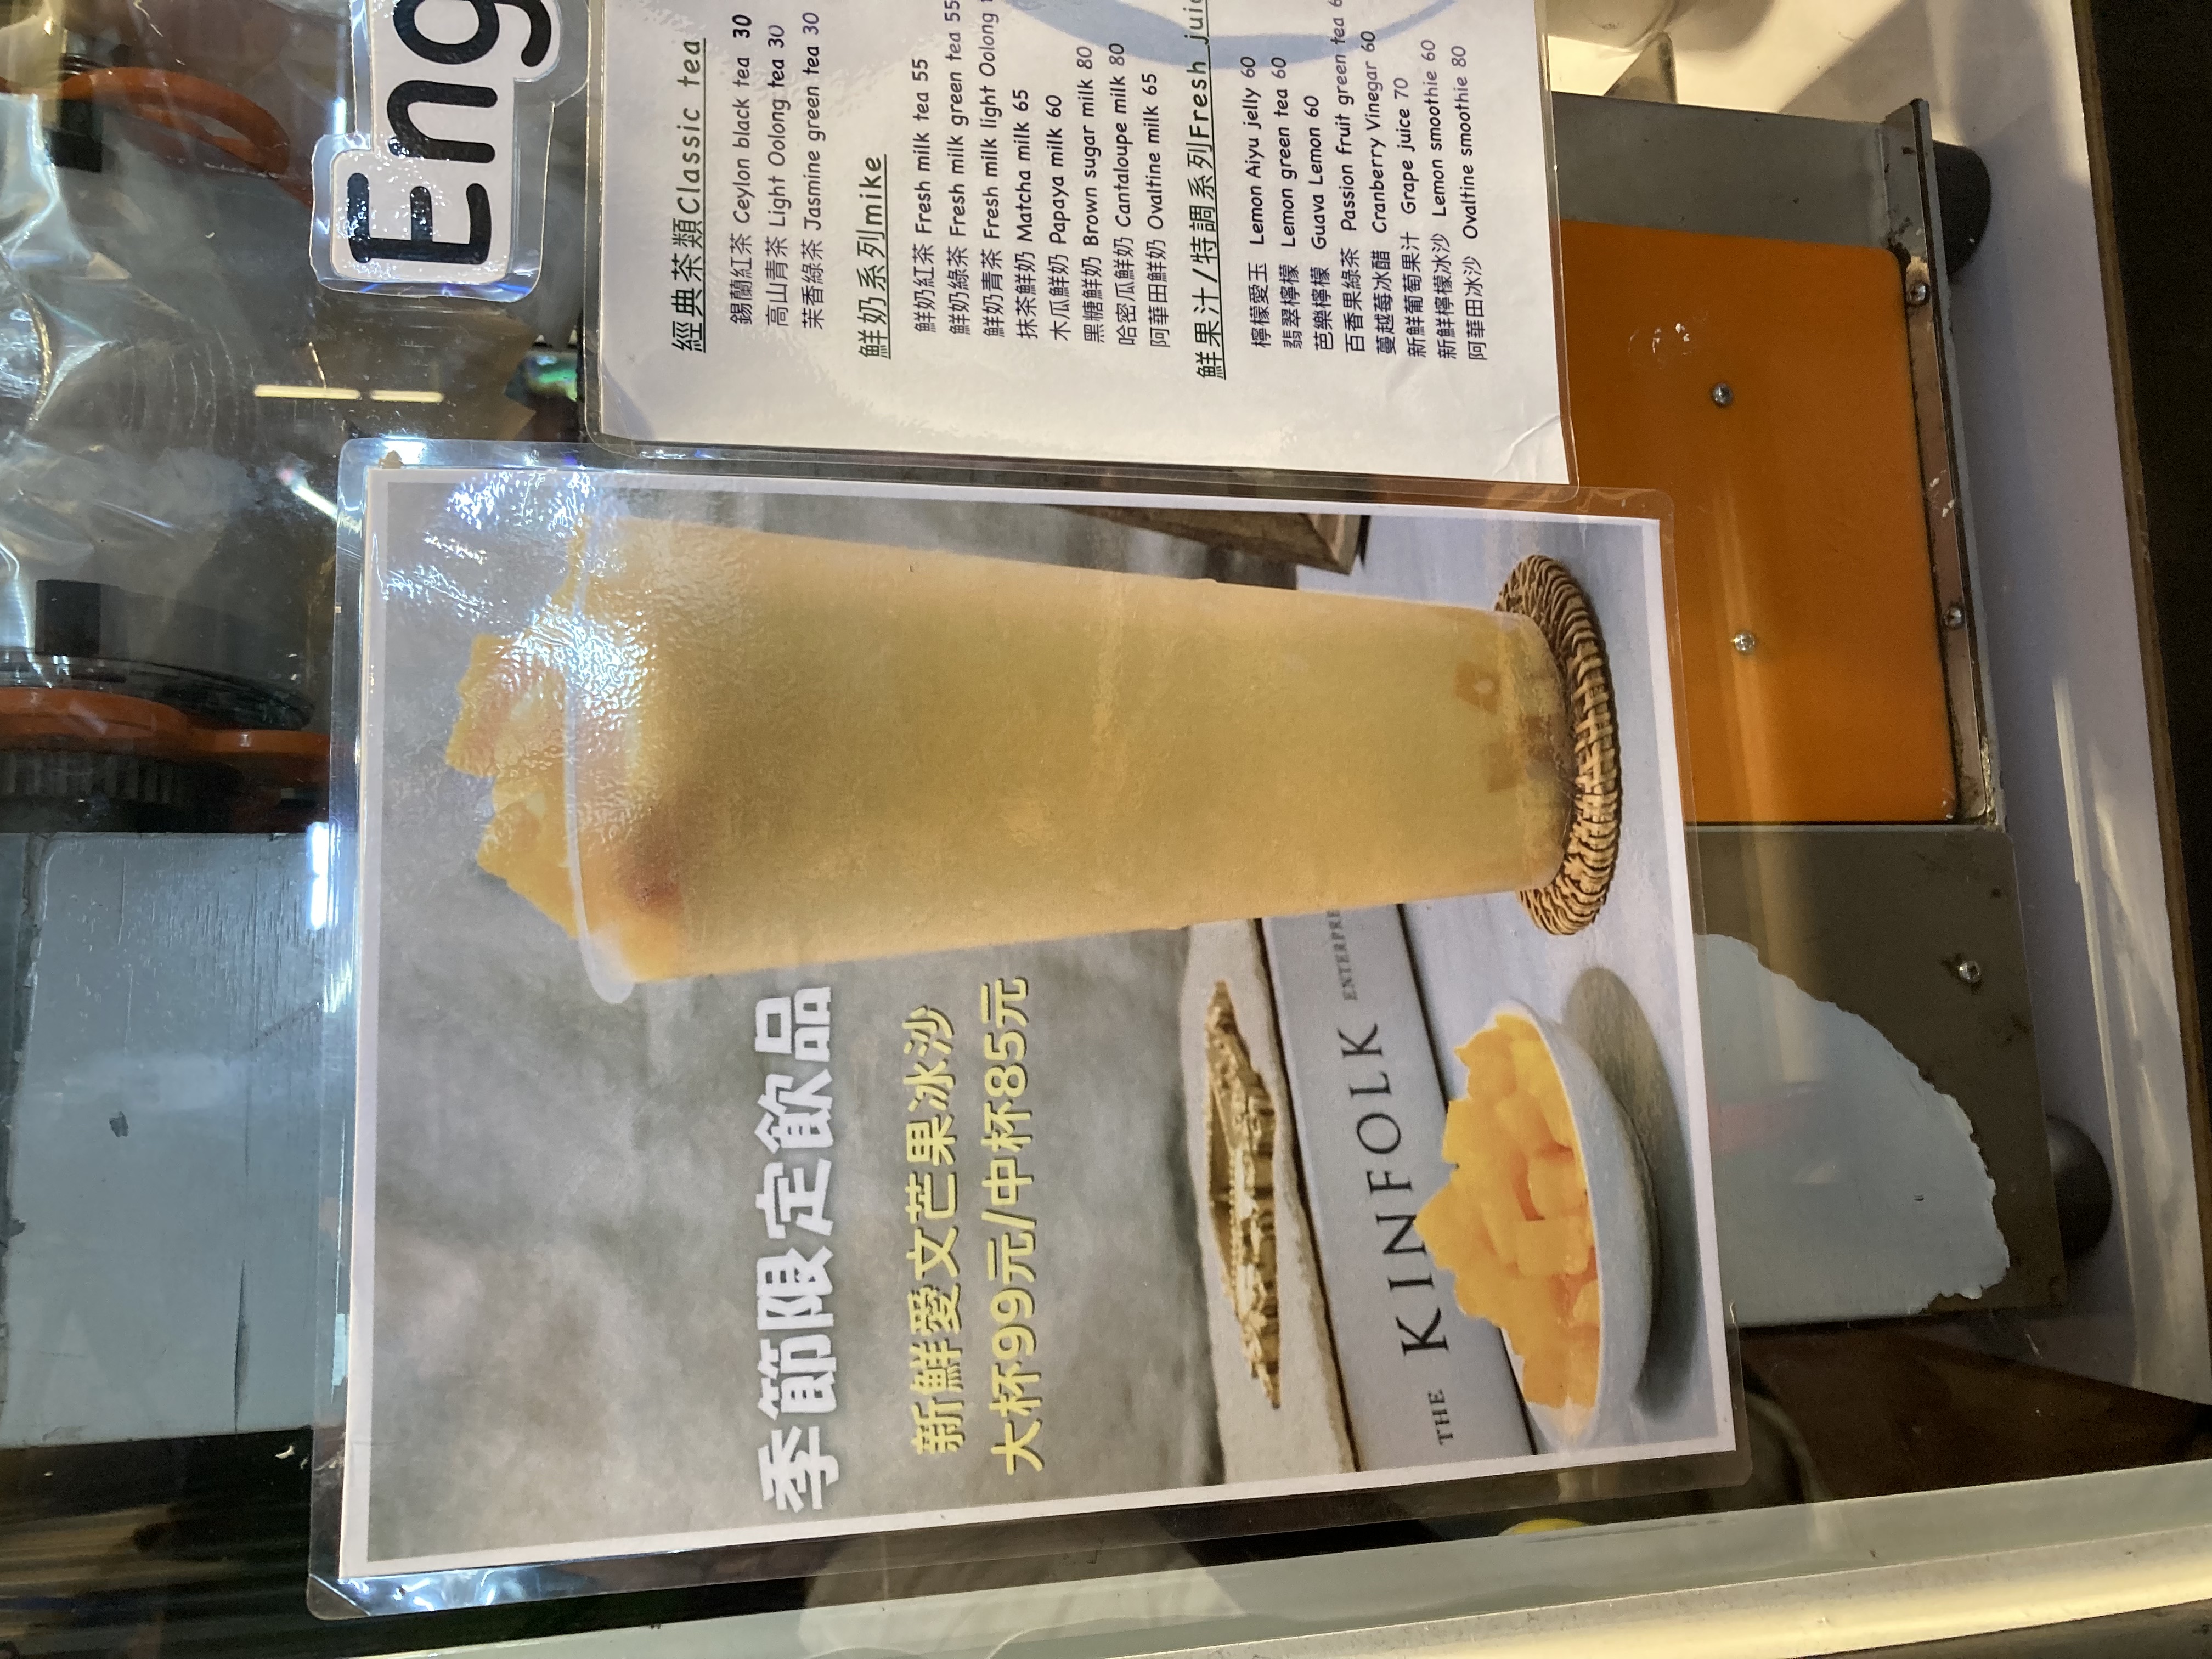 季節限定飲品
新鮮愛文芒果冰沙
大杯99元/中杯85元
THE KINFOLK
Eng
經典茶類Classic tea
錫蘭紅茶 Ceylon black tea 30
高山青茶 Light Oolong tea 30
茉香綠茶 Jasmine green tea 30
鮮奶系列mike
鮮奶紅茶 Fresh milk tea 55
鮮奶綠茶 Fresh milk green tea 55
鮮奶青茶 Fresh milk light Oolong
抹茶鮮奶 Matcha milk 65
木瓜鮮奶 Papaya milk 60
黑糖鮮奶 Brown sugar milk 80
哈密瓜鮮奶 Cantaloupe milk 80
阿華田鮮奶 Ovaltine milk 65
鮮果汁/特調系列Fresh juic
檸檬愛玉 Lemon Aiyu jelly 60
翡翠檸檬 Lemon green tea 60
芭樂檸檬 Guava Lemon 60
百香果綠茶 Passion fruit green tea
蔓越莓冰醋 Cranberry Vinegar 60
新鮮葡萄果汁 Grape juice 70
新鮮檸檬冰沙 Lemon smoothie 60
阿華田冰沙 Ovaltine smoothie 80